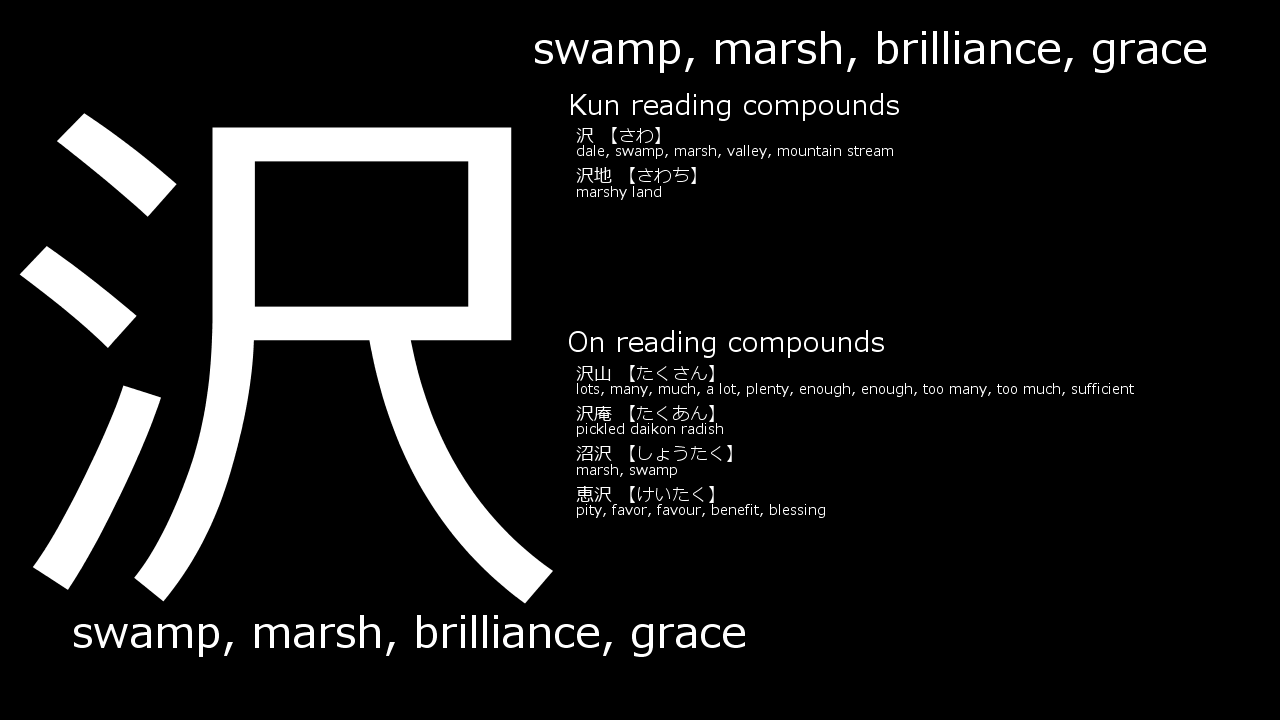 沢
swamp, marsh, brilliance, grace
Kun reading compounds
沢 【さわ】
dale, swamp, marsh, valley, mountain stream
沢地 【さわち】
marshy land
On reading compounds
沢山 【たくさん】
lots, many, much, a lot, plenty, enough, enough, too many, too much, sufficient
沢庵 【たくあん】
pickled daikon radish
沼沢 【しょうたく】
marsh, swamp
恵沢 【けいたく】
pity, favor, favour, benefit, blessing
swamp, marsh, brilliance, grace